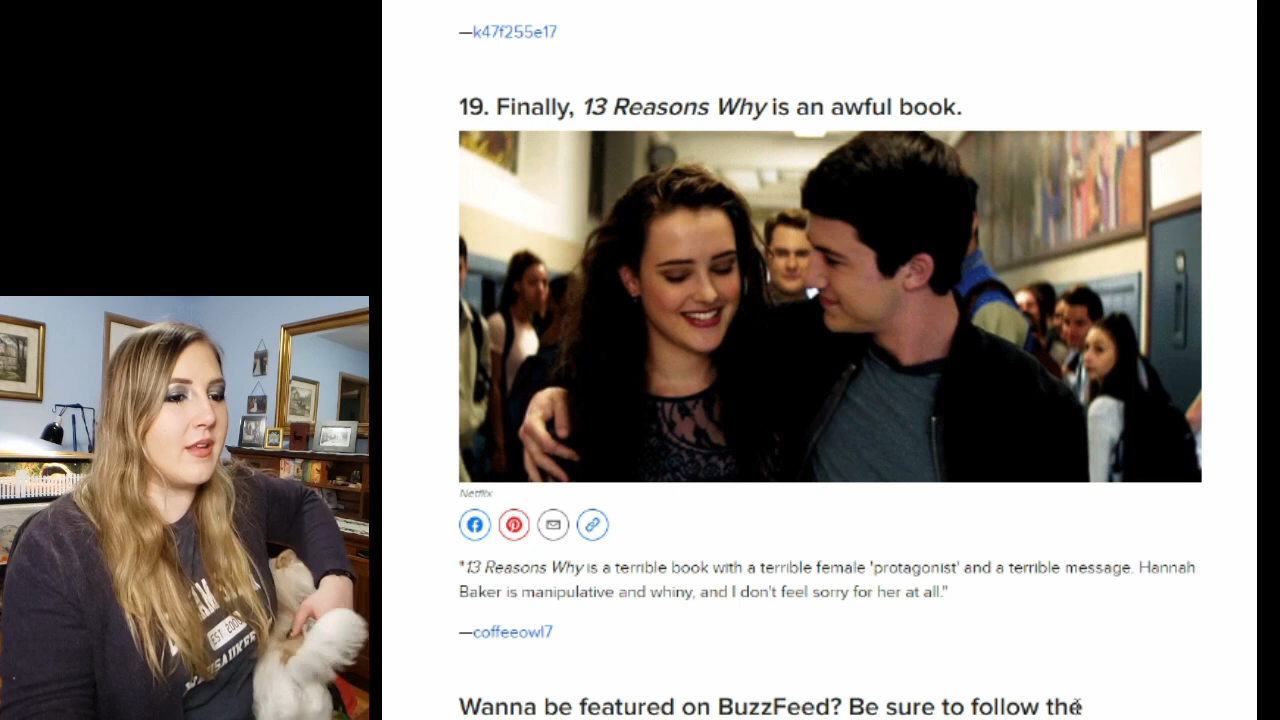 —k47f255e17
19. Finally, 13 Reasons Why is an awful book.
Netflix
"13 Reasons Why is a terrible book with a terrible female 'protagonist' and a terrible message. Hannah
Baker is manipulative and whiny, and I don't feel sorry for her at all."
—coffeeowl7
Wanna be featured on BuzzFeed? Be sure to follow the
EST 2003